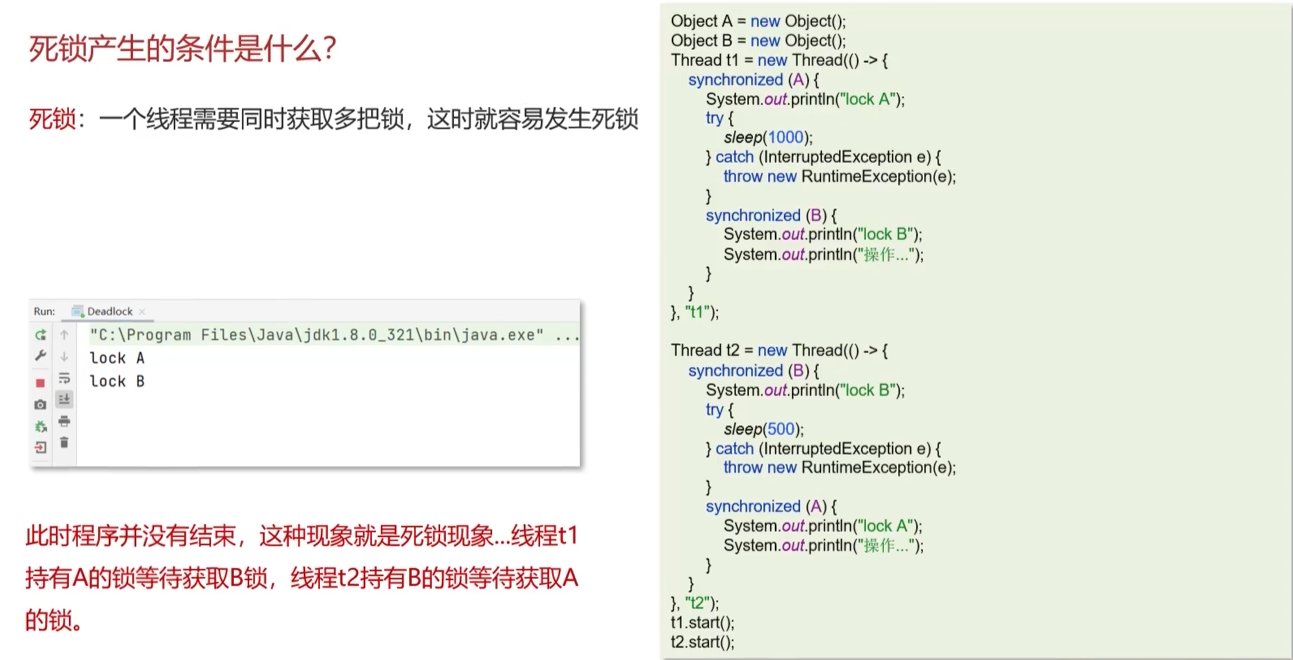 死锁产生的条件是什么？
死锁：一个线程需要同时获取多把锁，这时就容易发生死锁
Run: Deadlock ×
"C:\Program Files\Java\jdk1.8.0_321\bin\java.exe" ...
lock A
lock B
此时程序并没有结束，这种现象就是死锁现象...线程t1
持有A的锁等待获取B锁，线程t2持有B的锁等待获取A
的锁。
Object A = new Object();
Object B = new Object();
Thread t1 = new Thread(() -> {
synchronized (A) {
System.out.println("lock A");
try {
sleep(1000);
} catch (InterruptedException e) {
throw new RuntimeException(e);
}
synchronized (B) {
System.out.println("lock B");
System.out.println("操作...");
}
}
}, "t1");
Thread t2 = new Thread(() -> {
synchronized (B) {
System.out.println("lock B");
try {
sleep(500);
} catch (InterruptedException e) {
throw new RuntimeException(e);
}
synchronized (A) {
System.out.println("lock A");
System.out.println("操作...");
}
}
}, "t2");
t1.start();
t2.start();